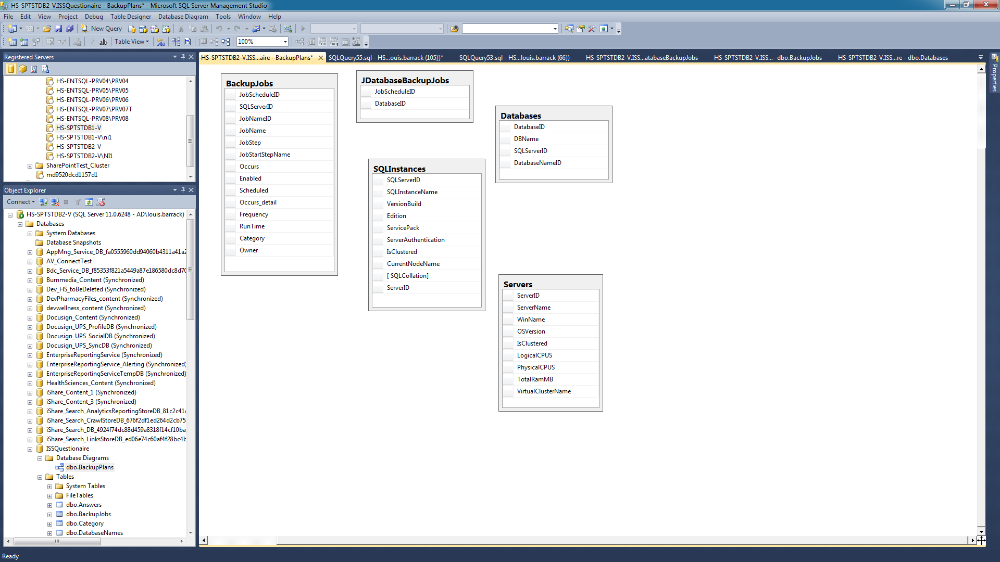 HS-SPTSTDB2-V.ISSQuestionaire - BackupPlans* - Microsoft SQL Server Management Studio
File Edit View Project Debug Table Designer Database Diagram Tools Window Help
New Query
Table View 100%
Registered Servers
HS-ENTSQL-PRV04\PRV04
HS-ENTSQL-PRV05\PRV05
HS-ENTSQL-PRV06\PRV06
HS-ENTSQL-PRV07\PRV07T
HS-ENTSQL-PRV08\PRV08
HS-SPTSTDB1-V
HS-SPTSTDB1-V\ni1
HS-SPTSTDB2-V
HS-SPTSTDB2-V\NI1
SharePointTest_Cluster
md9520dcd1157d1
Object Explorer
Connect
HS-SPTSTDB2-V (SQL Server 11.0.6248 - AD\louis.barrack)
Databases
System Databases
Database Snapshots
AppMng_Service_DB_fa0555960dd94060b4311a41a2
AV_ConnectTest
Bdc_Service_DB_f85353f821a5449a87e186580dc8d70
Burnmedia_Content (Synchronized)
Dev_HS_toBeDeleted (Synchronized)
DevPharmacyFiles_content (Synchronized)
devwellness_content (Synchronized)
Docusign_Content (Synchronized)
Docusign_UPS_ProfileDB (Synchronized)
Docusign_UPS_SocialDB (Synchronized)
Docusign_UPS_SyncDB (Synchronized)
EnterpriseReportingService (Synchronized)
EnterpriseReportingService_Alerting (Synchronized)
EnterpriseReportingServiceTempDB (Synchronized)
HealthSciences_Content (Synchronized)
iShare_Content_1 (Synchronized)
iShare_Content_3 (Synchronized)
iShare_Search_AnalyticsReportingStoreDB_81c2c41
iShare_Search_CrawlStoreDB_676f2df1ed264d2cb75
iShare_Search_DB_4924f74dc88d459a8318f14cf10ba
iShare_Search_LinksStoreDB_ed06e74c60af4f28bc4b
ISSQuestionaire
Database Diagrams
dbo.BackupPlans
Tables
System Tables
FileTables
dbo.Answers
dbo.BackupJobs
dbo.Category
dbo.DatabaseNames
HS-SPTSTDB2-V.ISS...aire - BackupPlans* SQLQuery55.sql - HS...ouis.barrack (105))* SQLQuery53.sql - HS...louis.barrack (66)) HS-SPTSTDB2-V.ISS...atabaseBackupJobs HS-SPTSTDB2-V.ISS...- dbo.BackupJobs HS-SPTSTDB2-V.ISS...re - dbo.Databases
BackupJobs
JobScheduleID
SQLServerID
JobNameID
JobName
JobStep
JobStartStepName
Occurs
Enabled
Scheduled
Occurs_detail
Frequency
RunTime
Category
Owner
JDatabaseBackupJobs
JobScheduleID
DatabaseID
SQLInstances
SQLServerID
SQLInstanceName
VersionBuild
Edition
ServicePack
ServerAuthentication
IsClustered
CurrentNodeName
[ SQLCollation]
ServerID
Databases
DatabaseID
DBName
SQLServerID
DatabaseNameID
Servers
ServerID
ServerName
WinName
OSVersion
IsClustered
LogicalCPUS
PhysicalCPUS
TotalRamMB
VirtualClusterName
Properties
Ready